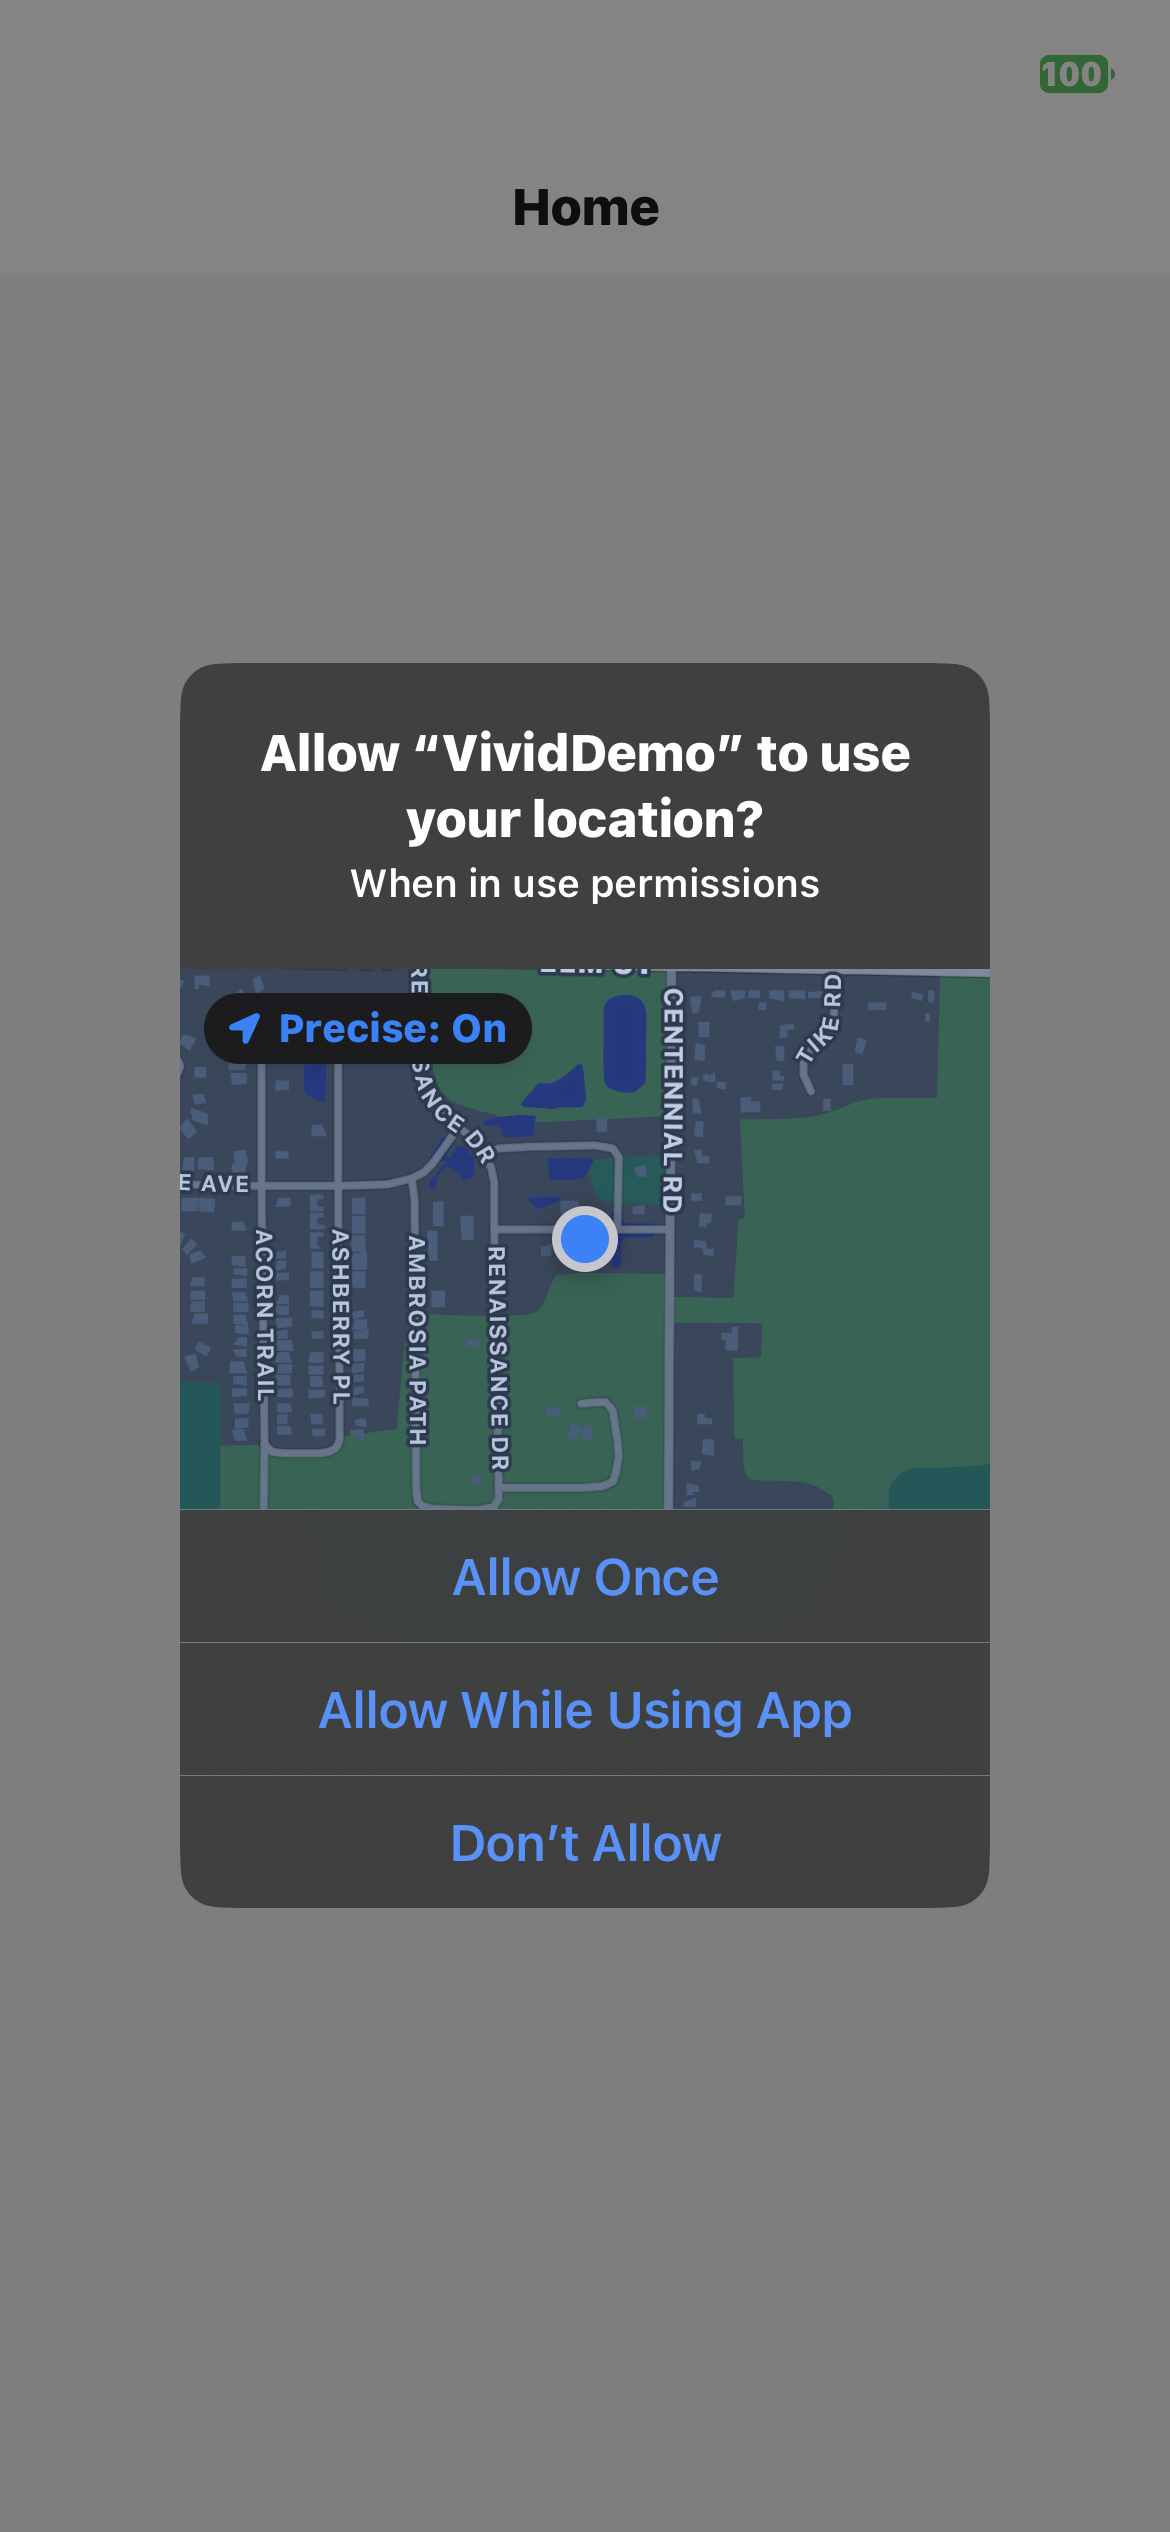 100
Home
Allow “VividDemo” to use
your location?
When in use permissions
Precise: On
CENTENNIAL RD
TIKE RD
SANCE DR
E AVE
ACORN TRAIL
ASHBERRY PL
AMBROSIA PATH
RENAISSANCE DR
Allow Once
Allow While Using App
Don’t Allow